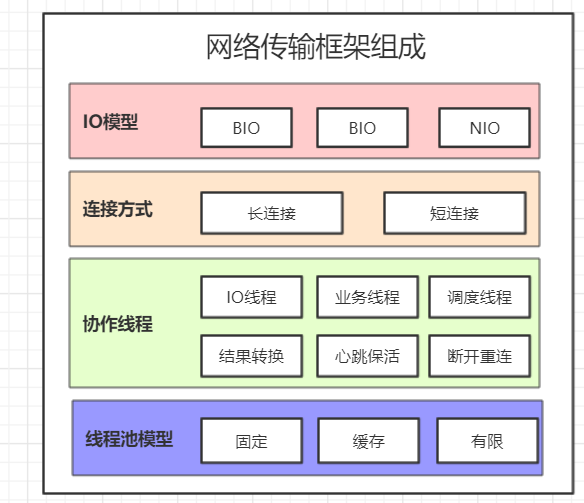 网络传输框架组成
IO模型
BIO
BIO
NIO
连接方式
长连接
短连接
协作线程
IO线程
业务线程
调度线程
结果转换
心跳保活
断开重连
线程池模型
固定
缓存
有限